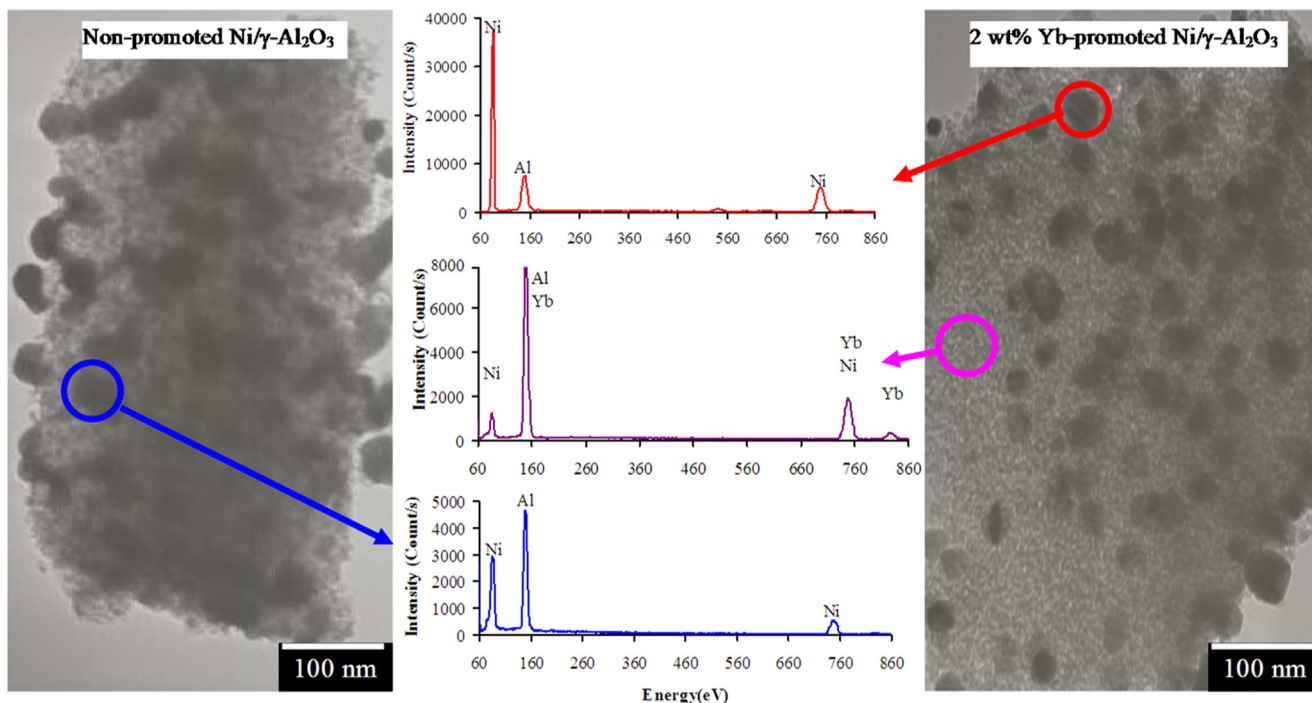 Non-promoted Ni/γ-Al₂O₃
100 nm
Intensity (Count/s)
40000
30000
20000
10000
0
Ni
Al
Ni
60 160 260 360 460 560 660 760 860
Intensity (Count/s)
8000
6000
4000
2000
0
Ni
Al
Yb
Yb
Ni
Yb
60 160 260 360 460 560 660 760 860
Intensity (Count/s)
5000
4000
3000
2000
1000
0
Ni
Al
Ni
60 160 260 360 460 560 660 760 860
Energy(eV)
2 wt% Yb-promoted Ni/γ-Al₂O₃
100 nm